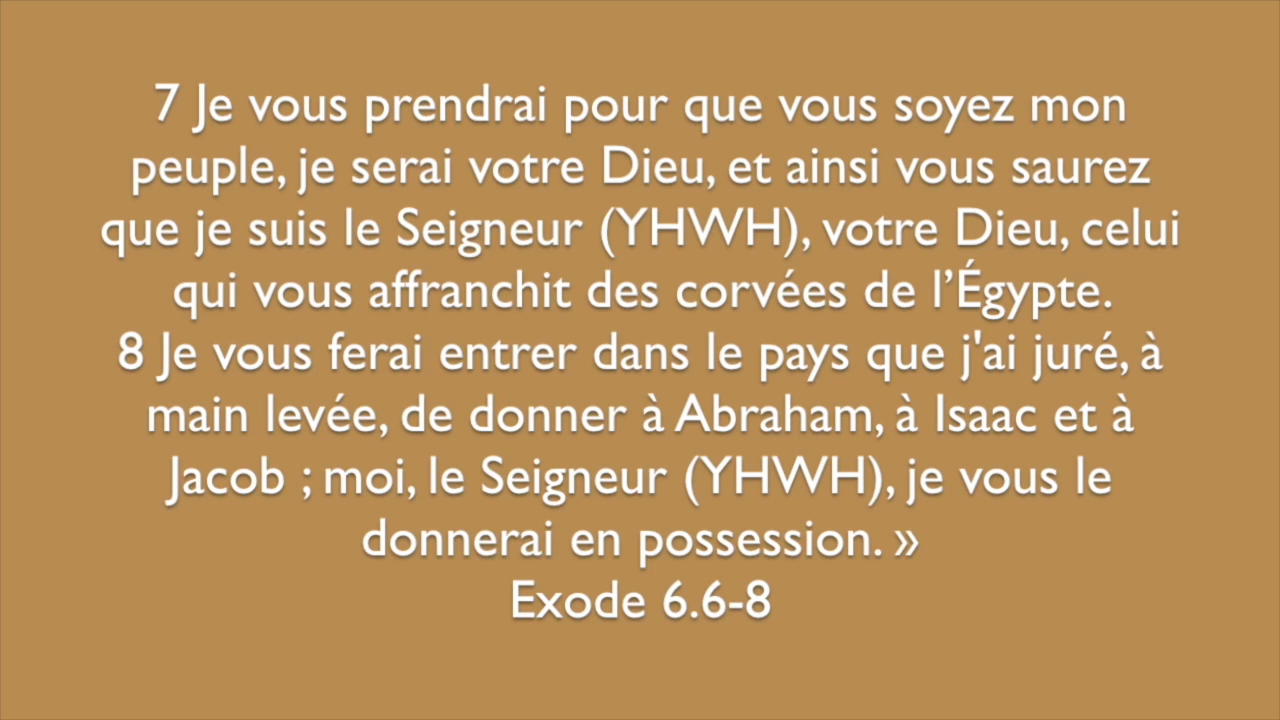 7 Je vous prendrai pour que vous soyez mon
peuple, je serai votre Dieu, et ainsi vous saurez
que je suis le Seigneur (YHWH), votre Dieu, celui
qui vous affranchit des corvées de l’Égypte.
8 Je vous ferai entrer dans le pays que j'ai juré, à
main levée, de donner à Abraham, à Isaac et à
Jacob ; moi, le Seigneur (YHWH), je vous le
donnerai en possession. »
Exode 6.6-8